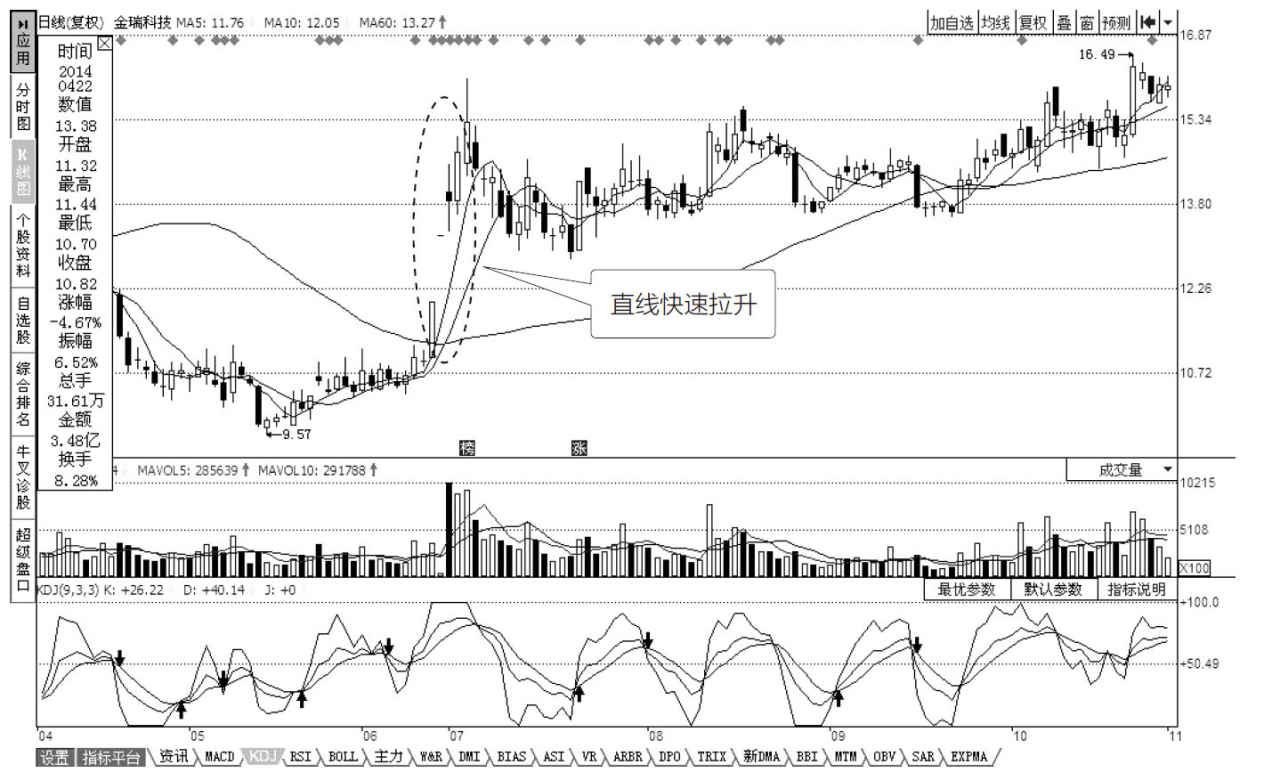 日线(复权) 金瑞科技 MA5: 11.76 MA10: 12.05 MA60: 13.27↑
加自选 均线 复权 叠 窗 预测
应用
分时图
K线图
个股资料
自选股
综合排名
牛叉诊股
超级盘口
时间
2014
0422
数值
13.38
开盘
11.32
最高
11.44
最低
10.70
收盘
10.82
涨幅
-4.67%
振幅
6.52%
总手
31.61万
金额
3.48亿
换手
8.28%
16.87
16.49
15.34
13.80
12.26
10.72
直线快速拉升
9.57
榜 涨
4 MAVOL5: 285639↑ MAVOL10: 291788↑
成交量
10215
5108
X100
KDJ(9,3,3) K: +26.22 D: +40.14 J: +0
最优参数 默认参数 指标说明
+100.0
+50.49
04 05 06 07 08 09 10 11
设置 指标平台 资讯 MACD KDJ RSI BOLL 主力 W&R DMI BIAS ASI VR ARBR DPO TRIX 新DMA BBI MTM OBV SAR EXPMA